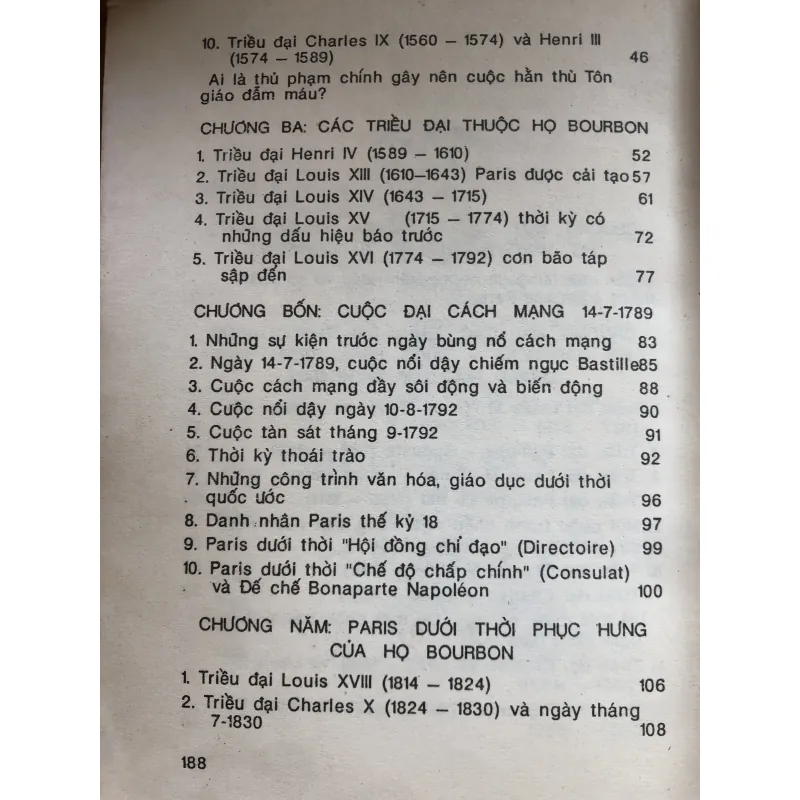 10. Triều đại Charles IX (1560 – 1574) và Henri III
(1574 – 1589) 46
Ai là thủ phạm chính gây nên cuộc hằn thù Tôn
giáo đẫm máu?
CHƯƠNG BA: CÁC TRIỀU ĐẠI THUỘC HỌ BOURBON
1. Triều đại Henri IV (1589 – 1610) 52
2. Triều đại Louis XIII (1610–1643) Paris được cải tạo 57
3. Triều đại Louis XIV (1643 – 1715) 61
4. Triều đại Louis XV (1715 – 1774) thời kỳ có
những dấu hiệu báo trước 72
5. Triều đại Louis XVI (1774 – 1792) cơn bão táp
sập đến 77
CHƯƠNG BỐN: CUỘC ĐẠI CÁCH MẠNG 14-7-1789
1. Những sự kiện trước ngày bùng nổ cách mạng 83
2. Ngày 14-7-1789, cuộc nổi dậy chiếm ngục Bastille 85
3. Cuộc cách mạng đầy sôi động và biến động 88
4. Cuộc nổi dậy ngày 10-8-1792 90
5. Cuộc tàn sát tháng 9-1792 91
6. Thời kỳ thoái trào 92
7. Những công trình văn hóa, giáo dục dưới thời
quốc ước 96
8. Danh nhân Paris thế kỷ 18 97
9. Paris dưới thời "Hội đồng chỉ đạo" (Directoire) 99
10. Paris dưới thời "Chế độ chấp chính" (Consulat)
và Đế chế Bonaparte Napoléon 100
CHƯƠNG NĂM: PARIS DƯỚI THỜI PHỤC HƯNG
CỦA HỌ BOURBON
1. Triều đại Louis XVIII (1814 – 1824) 106
2. Triều đại Charles X (1824 – 1830) và ngày tháng
7-1830 108
188